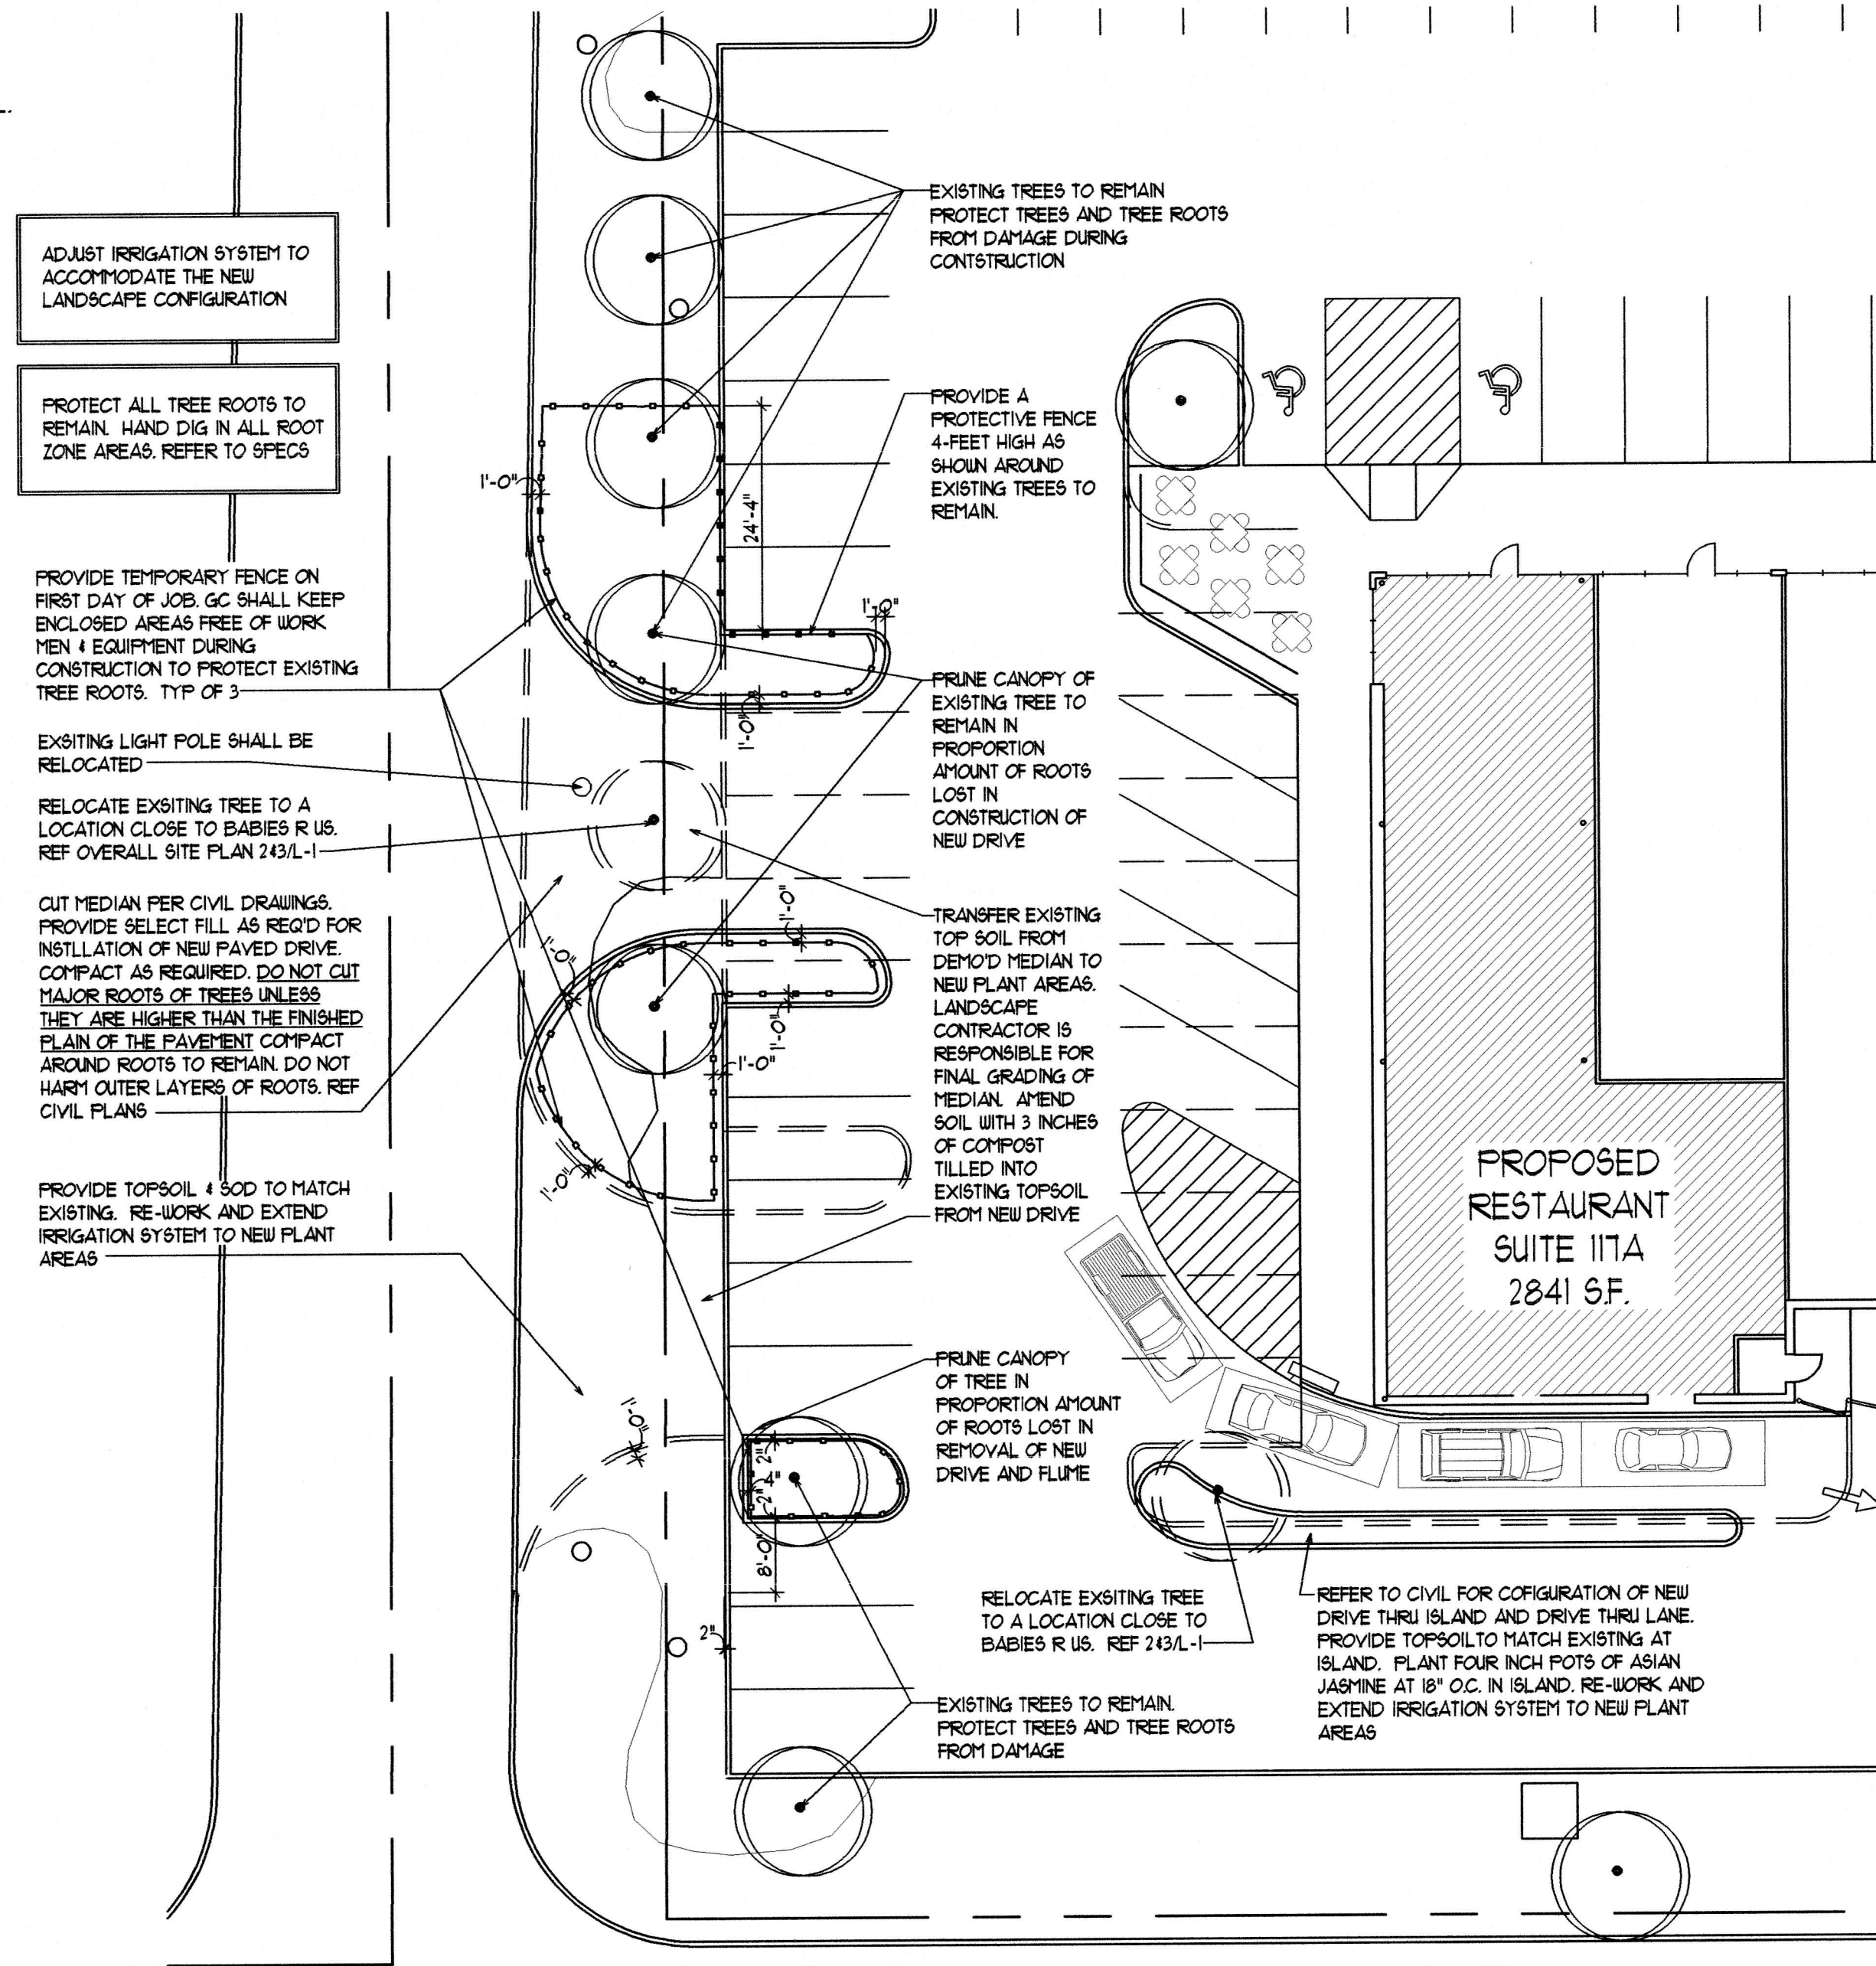 ADJUST IRRIGATION SYSTEM TO
ACCOMMODATE THE NEW
LANDSCAPE CONFIGURATION
PROTECT ALL TREE ROOTS TO
REMAIN. HAND DIG IN ALL ROOT
ZONE AREAS. REFER TO SPECS
PROVIDE TEMPORARY FENCE ON
FIRST DAY OF JOB. GC SHALL KEEP
ENCLOSED AREAS FREE OF WORK
MEN & EQUIPMENT DURING
CONSTRUCTION TO PROTECT EXISTING
TREE ROOTS. TYP OF 3
EXSITING LIGHT POLE SHALL BE
RELOCATED
RELOCATE EXSITING TREE TO A
LOCATION CLOSE TO BABIES R US.
REF OVERALL SITE PLAN 2&3/L-1
CUT MEDIAN PER CIVIL DRAWINGS.
PROVIDE SELECT FILL AS REQ'D FOR
INSTLLATION OF NEW PAVED DRIVE.
COMPACT AS REQUIRED. DO NOT CUT
MAJOR ROOTS OF TREES UNLESS
THEY ARE HIGHER THAN THE FINISHED
PLAIN OF THE PAVEMENT COMPACT
AROUND ROOTS TO REMAIN. DO NOT
HARM OUTER LAYERS OF ROOTS. REF
CIVIL PLANS
PROVIDE TOPSOIL & SOD TO MATCH
EXISTING. RE-WORK AND EXTEND
IRRIGATION SYSTEM TO NEW PLANT
AREAS
1'-0"
24'-4"
1'-0"
1'-0"
1'-0"
1'-0"
1'-0"
1'-0"
1'-0"
1'-0"
2"
4"
2"
8'-0"
2"
EXISTING TREES TO REMAIN
PROTECT TREES AND TREE ROOTS
FROM DAMAGE DURING
CONTSTRUCTION
PROVIDE A
PROTECTIVE FENCE
4-FEET HIGH AS
SHOWN AROUND
EXISTING TREES TO
REMAIN.
PRUNE CANOPY OF
EXISTING TREE TO
REMAIN IN
PROPORTION
AMOUNT OF ROOTS
LOST IN
CONSTRUCTION OF
NEW DRIVE
TRANSFER EXISTING
TOP SOIL FROM
DEMO'D MEDIAN TO
NEW PLANT AREAS.
LANDSCAPE
CONTRACTOR IS
RESPONSIBLE FOR
FINAL GRADING OF
MEDIAN. AMEND
SOIL WITH 3 INCHES
OF COMPOST
TILLED INTO
EXISTING TOPSOIL
FROM NEW DRIVE
PRUNE CANOPY
OF TREE IN
PROPORTION AMOUNT
OF ROOTS LOST IN
REMOVAL OF NEW
DRIVE AND FLUME
RELOCATE EXSITING TREE
TO A LOCATION CLOSE TO
BABIES R US. REF 2&3/L-1
EXISTING TREES TO REMAIN.
PROTECT TREES AND TREE ROOTS
FROM DAMAGE
PROPOSED
RESTAURANT
SUITE 117A
2841 S.F.
REFER TO CIVIL FOR COFIGURATION OF NEW
DRIVE THRU ISLAND AND DRIVE THRU LANE.
PROVIDE TOPSOILTO MATCH EXISTING AT
ISLAND. PLANT FOUR INCH POTS OF ASIAN
JASMINE AT 18" O.C. IN ISLAND. RE-WORK AND
EXTEND IRRIGATION SYSTEM TO NEW PLANT
AREAS